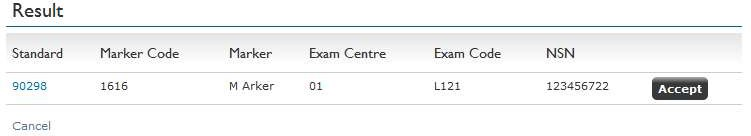 Result
Standard Marker Code Marker Exam Centre Exam Code NSN
90298 1616 M Arker 01 L121 123456722 Accept
Cancel